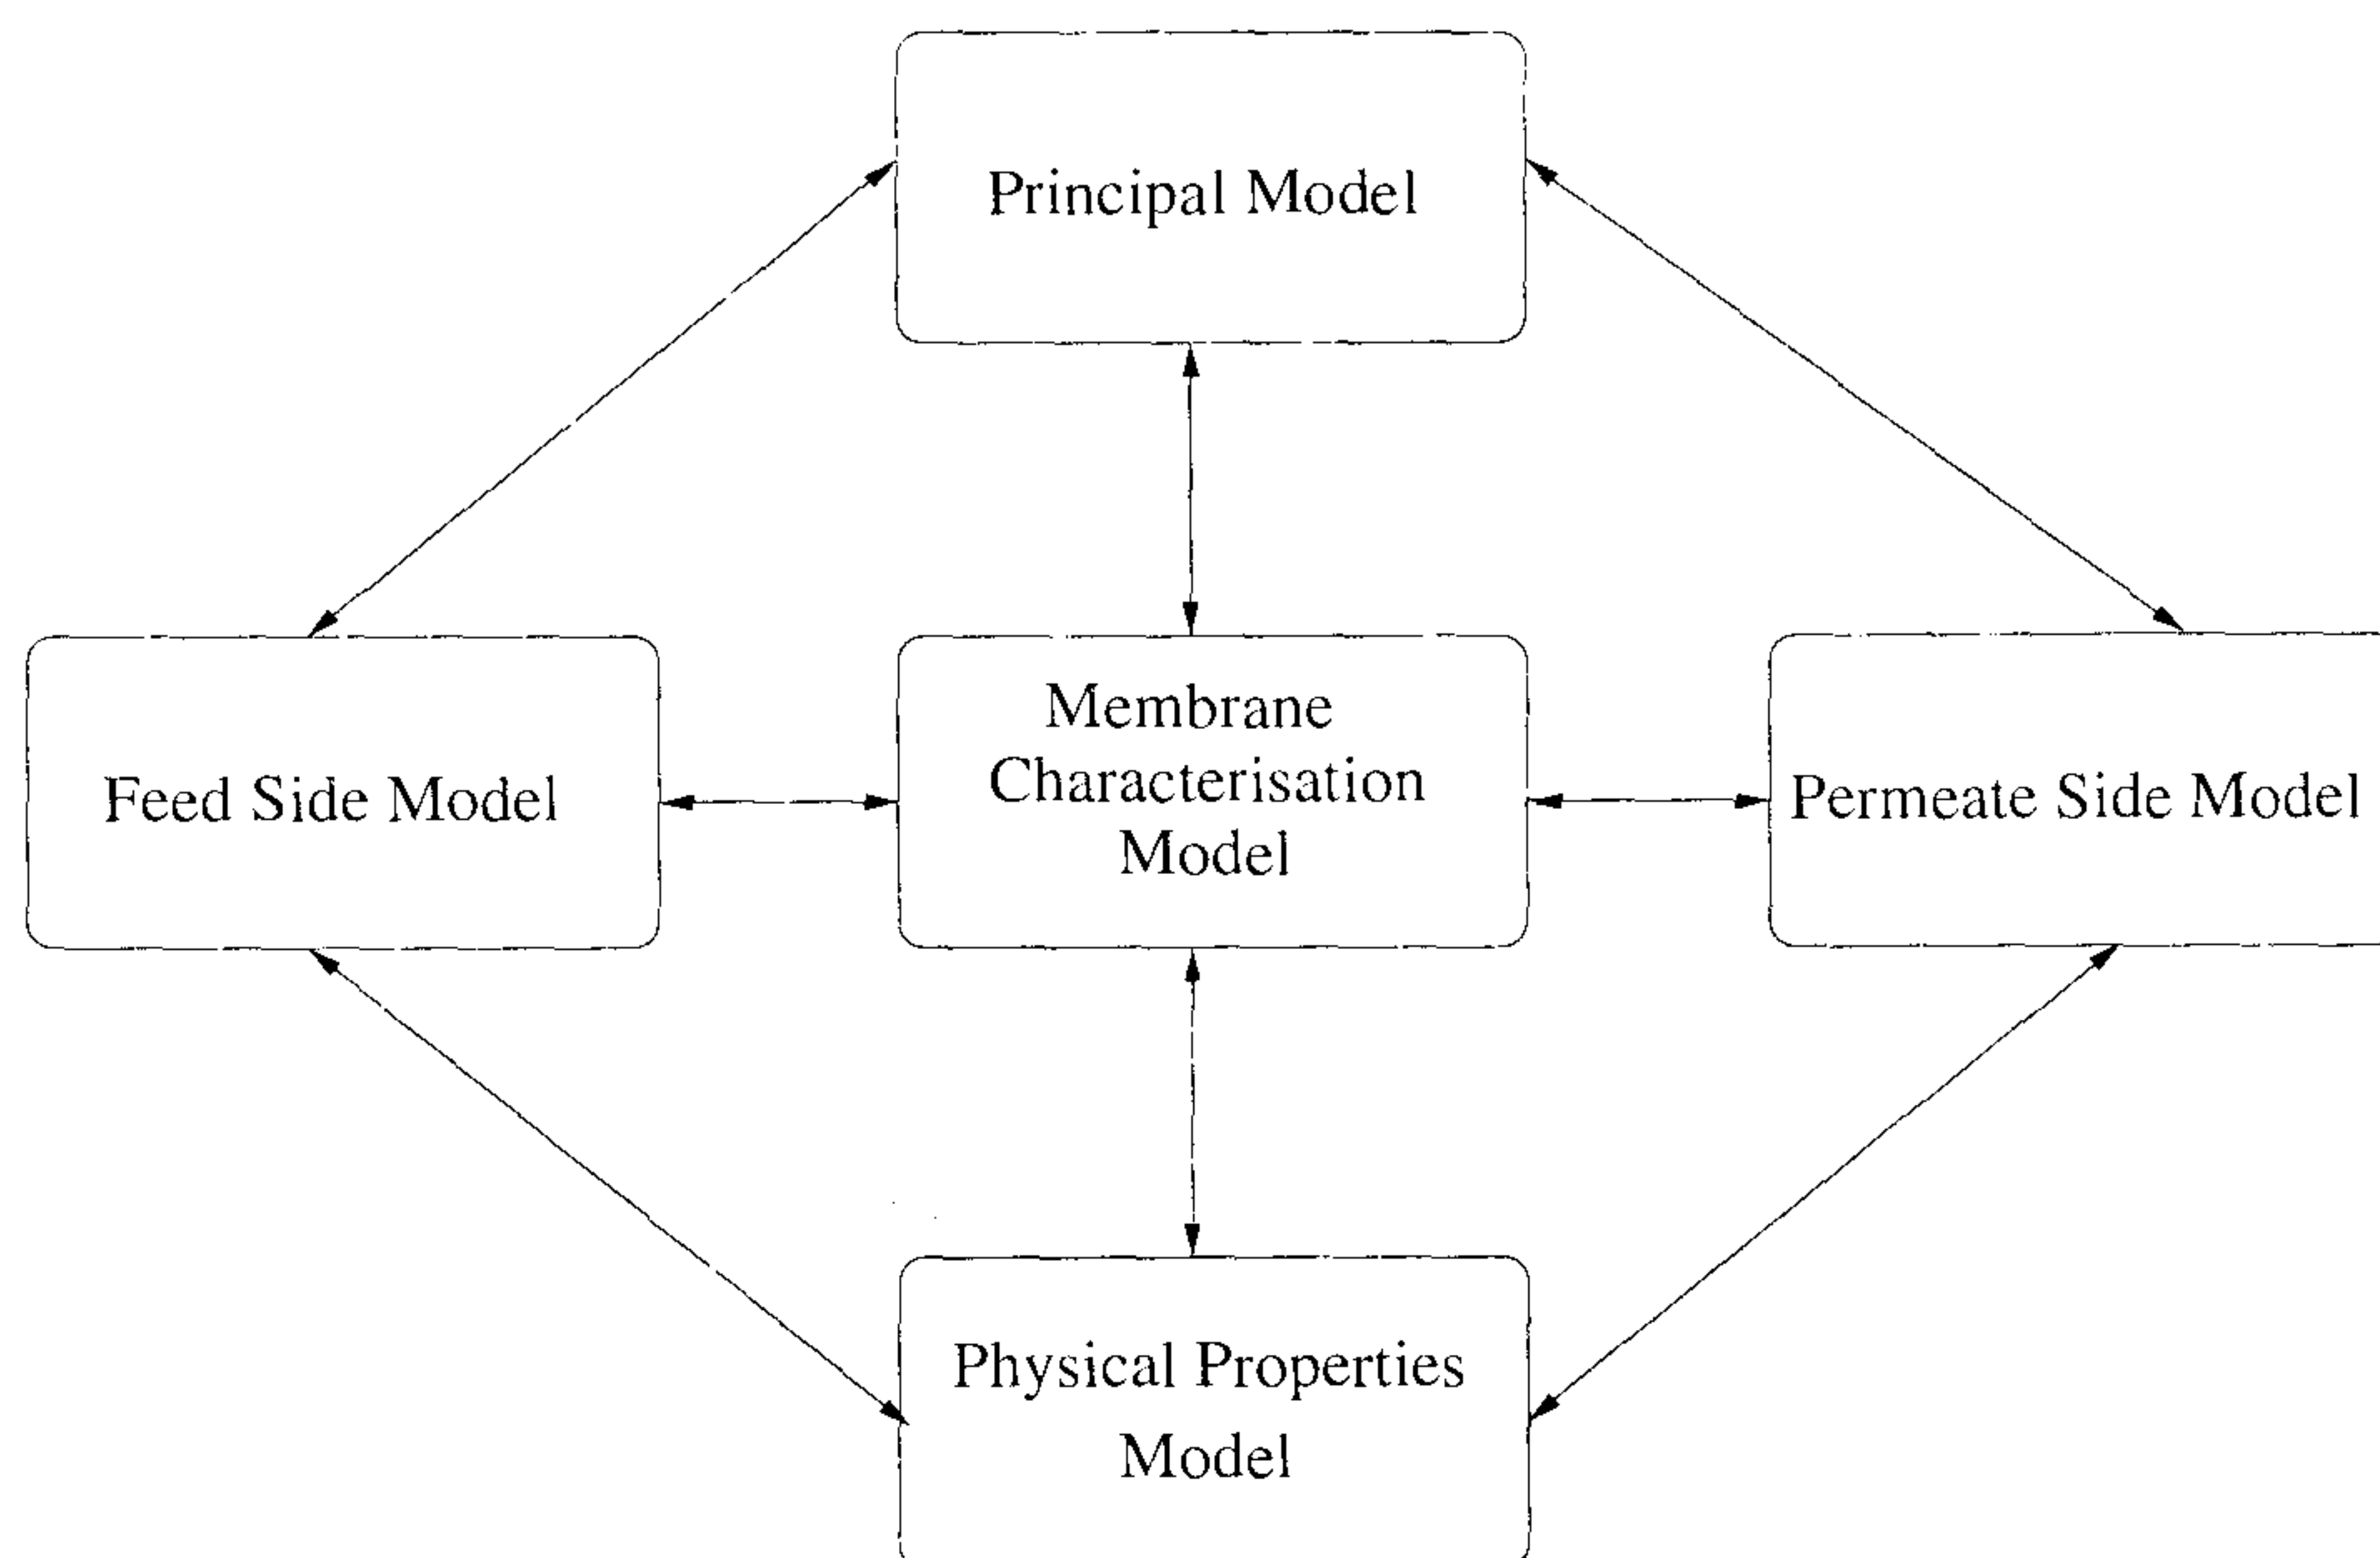 Principal Model
Feed Side Model
Membrane
Characterisation
Model
Permeate Side Model
Physical Properties
Model